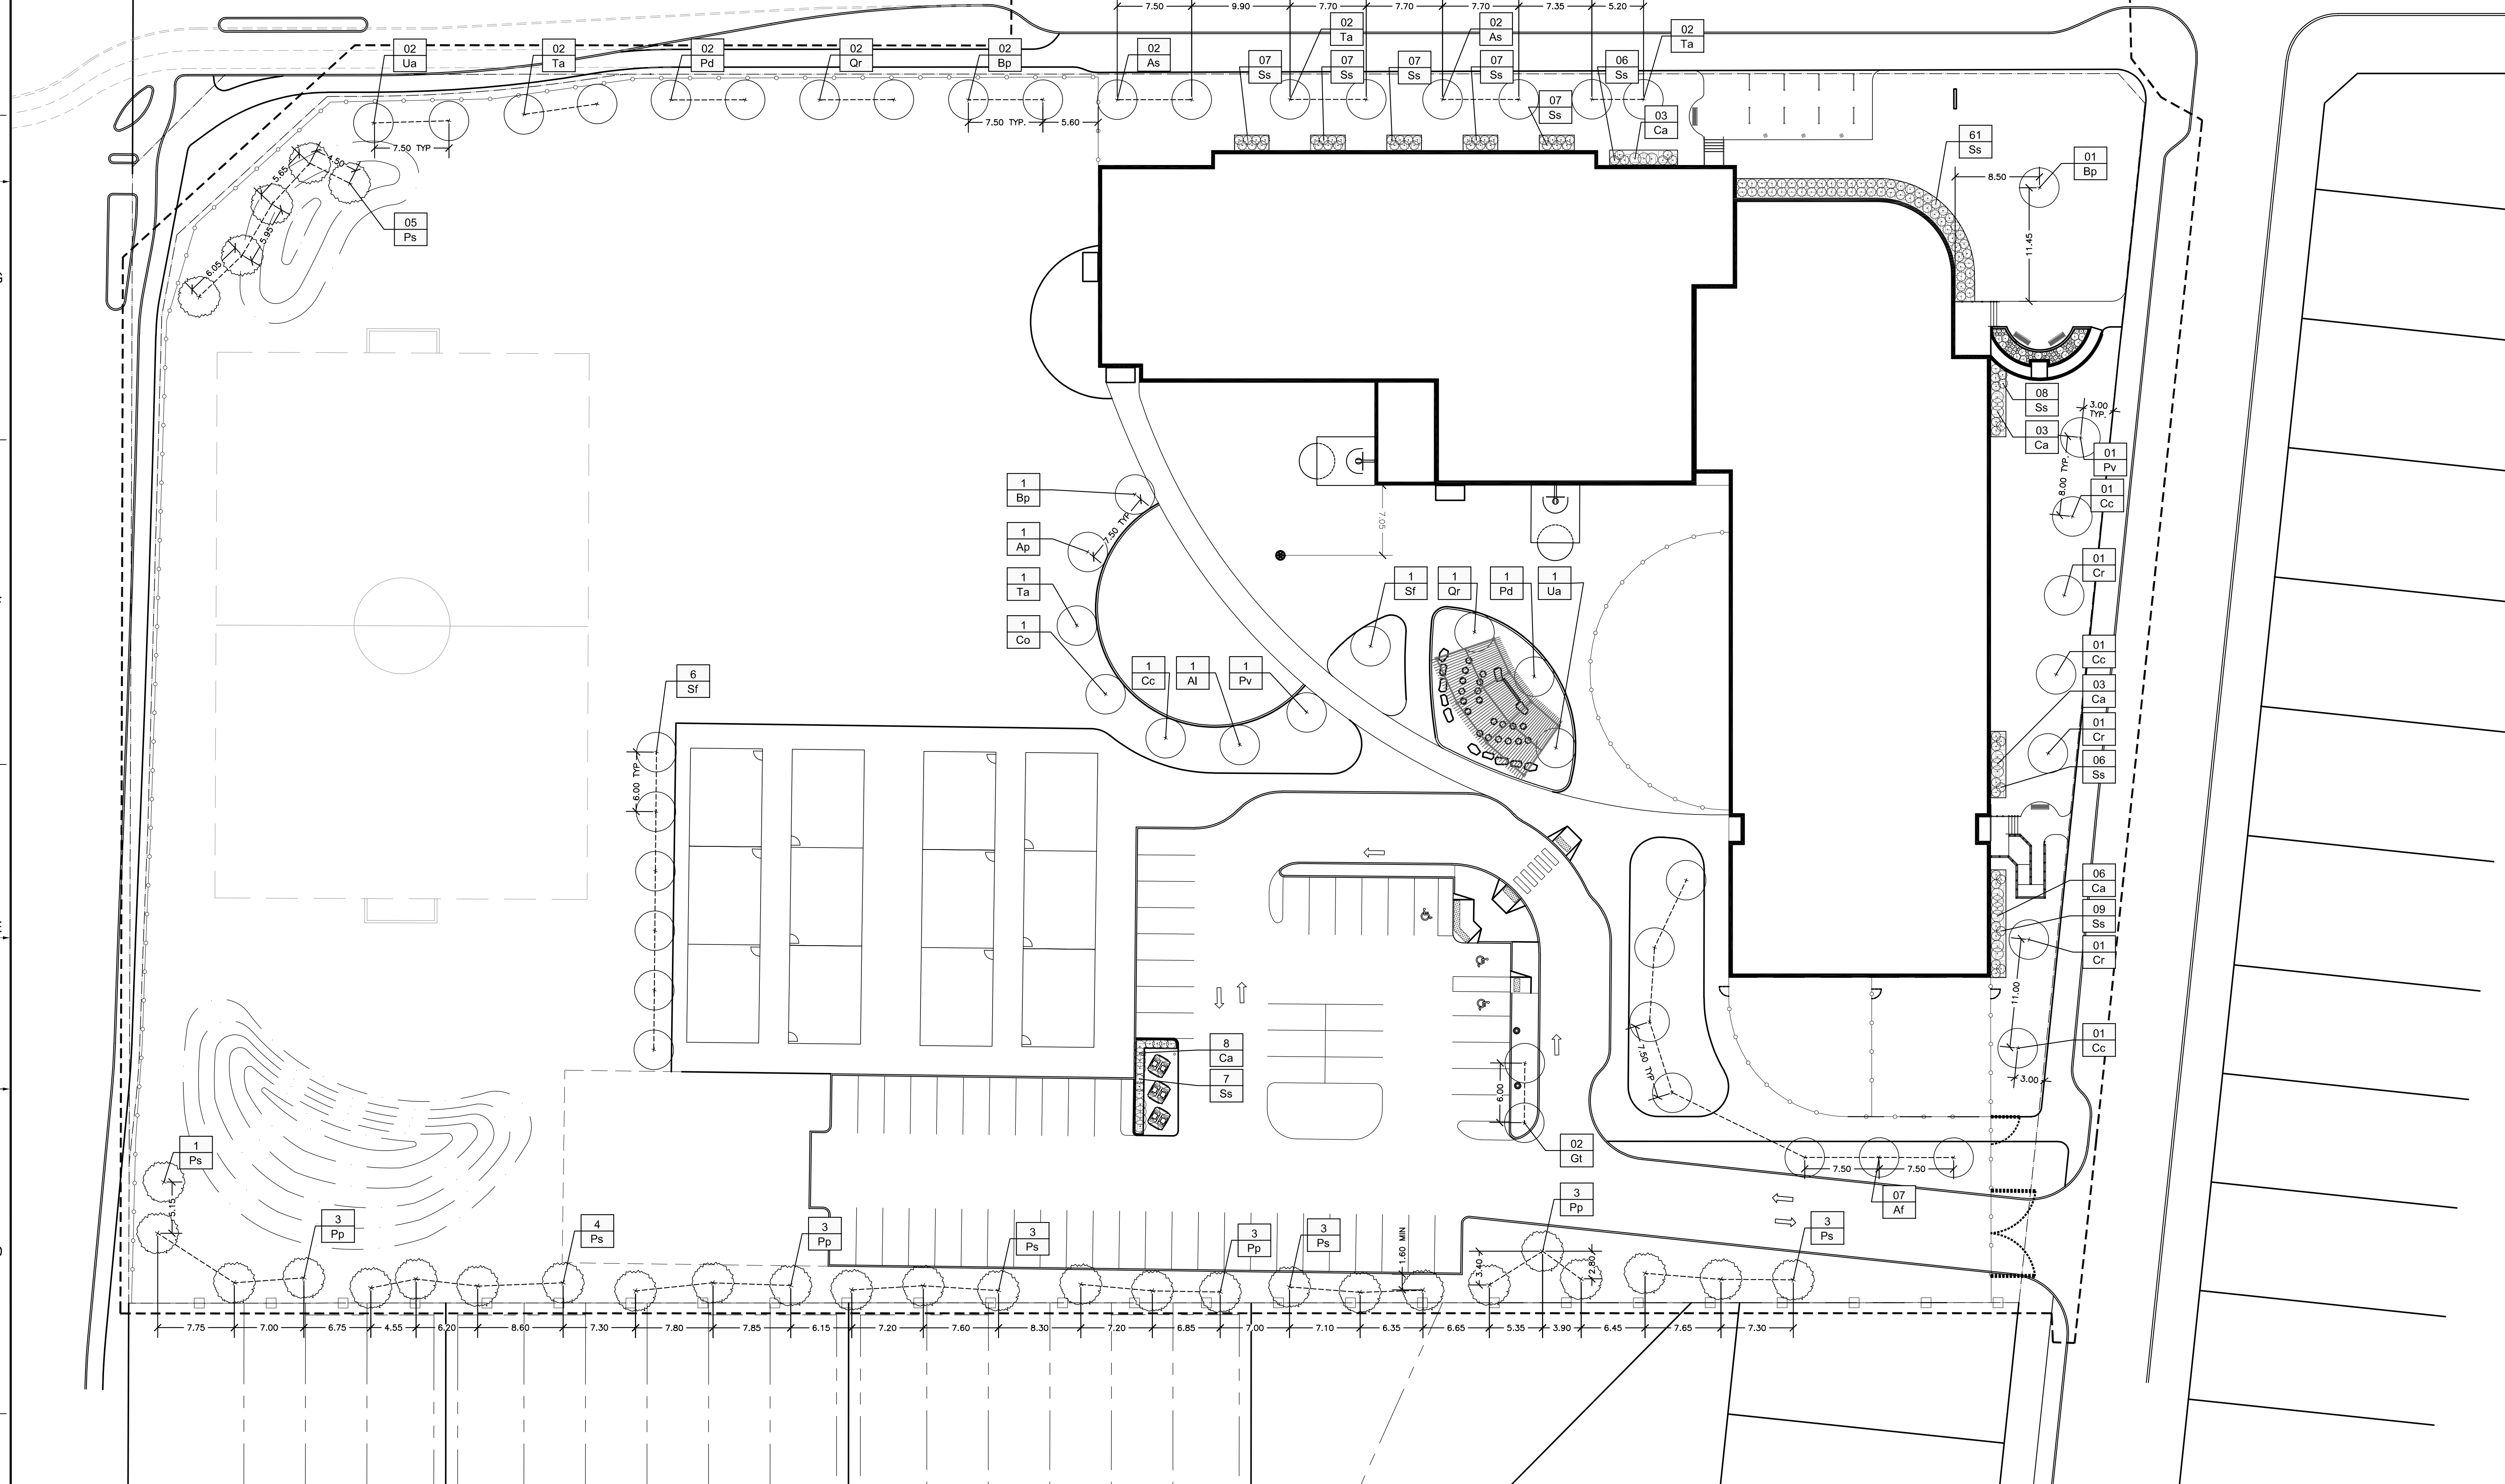 7.50 9.90 7.70 7.70 7.70 7.35 5.20
02
Ua
02
Ta
02
Pd
02
Qr
02
Bp
02
As
02
Ta
02
As
02
Ta
07
Ss
07
Ss
07
Ss
07
Ss
06
Ss
07
Ss
03
Ca
61
Ss
01
Bp
7.50 TYP
7.50 TYP.
5.60
4.50
5.65
5.95
6.05
05
Ps
8.50
11.45
08
Ss
03
Ca
3.00
TYP.
8.00 TYP.
01
Pv
01
Cc
01
Cr
01
Cc
03
Ca
01
Cr
06
Ss
06
Ca
09
Ss
01
Cr
11.00
01
Cc
3.00
1
Bp
1
Ap
1
Ta
1
Co
7.50 TYP
7.05
1
Sf
1
Qr
1
Pd
1
Ua
1
Cc
1
Al
1
Pv
6
Sf
6.00 TYP
8
Ca
7
Ss
6.00
02
Gt
7.50 TYP
7.50 7.50
07
Af
1
Ps
5.15
3
Pp
4
Ps
3
Pp
3
Ps
3
Pp
3
Ps
1.60 MIN
3
Pp
3.40
2.80
3
Ps
7.75 7.00 6.75 4.55 6.20 8.60 7.30 7.80 7.85 6.15 7.20 7.60 8.30 7.20 6.85 7.00 7.10 6.35 6.65 5.35 3.90 6.45 7.65 7.30